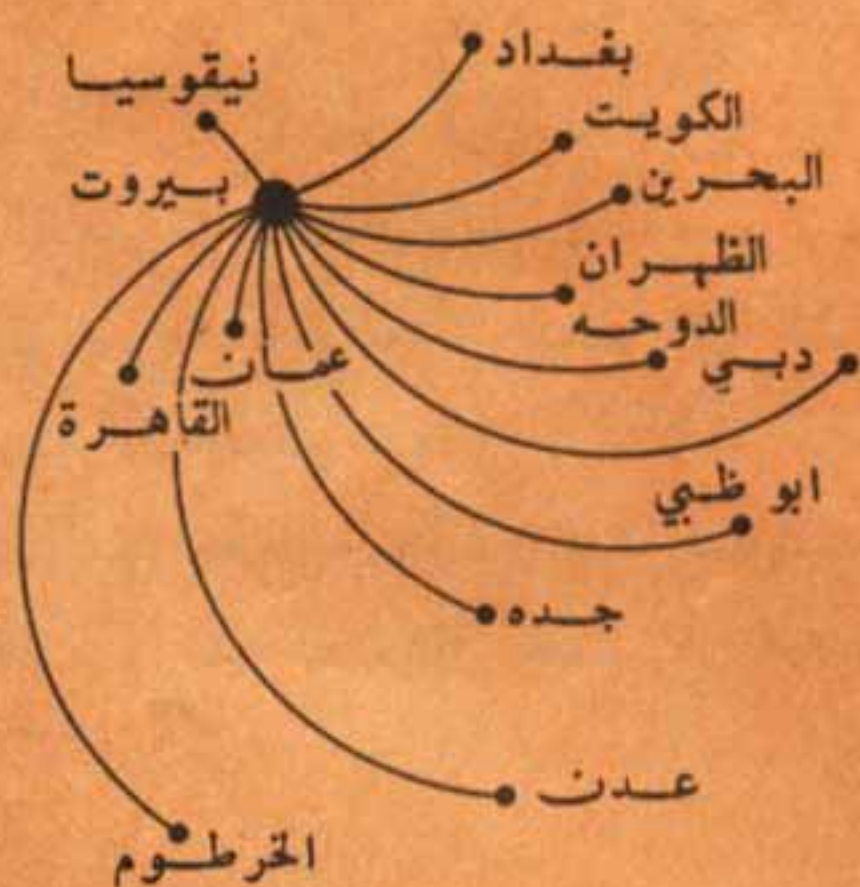 بغداد
نيقوسيا
الكويت
بيروت
البحرين
الظهران
الدوحه
دبي
عمان
القاهرة
ابو ظبي
جده
عدن
الخرطوم